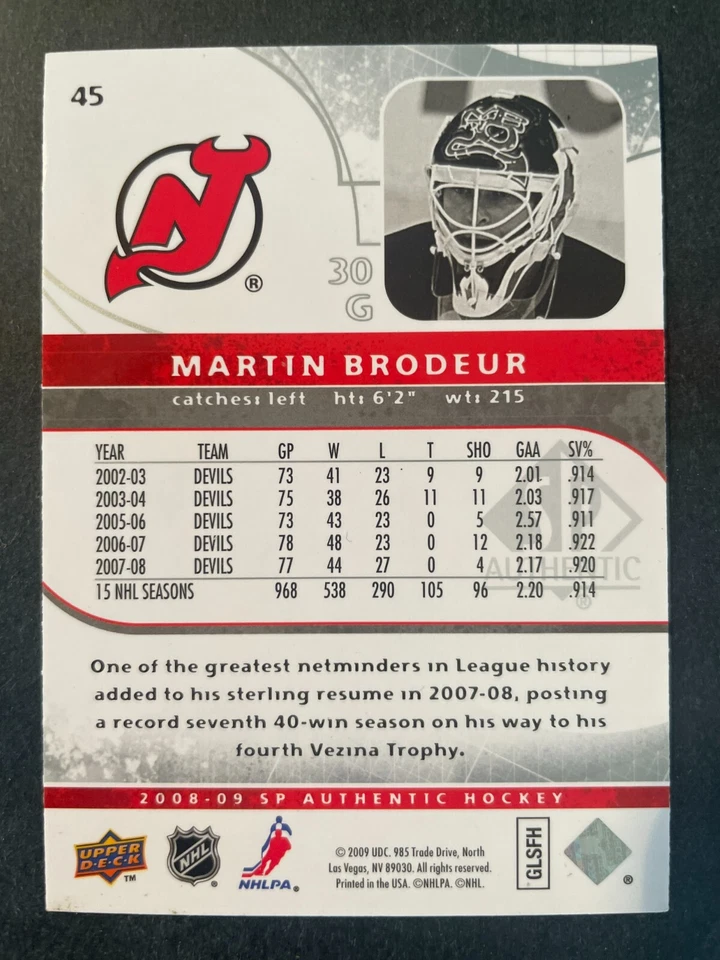 45
®
30
G
MARTIN BRODEUR
catches: left ht: 6'2" wt: 215
YEAR TEAM GP W L T SHO GAA SV%
2002-03 DEVILS 73 41 23 9 9 2.01 .914
2003-04 DEVILS 75 38 26 11 11 2.03 .917
2005-06 DEVILS 73 43 23 0 5 2.57 .911
2006-07 DEVILS 78 48 23 0 12 2.18 .922
2007-08 DEVILS 77 44 27 0 4 2.17 .920
15 NHL SEASONS 968 538 290 105 96 2.20 .914
SP
AUTHENTIC
®
One of the greatest netminders in League history
added to his sterling resume in 2007-08, posting
a record seventh 40-win season on his way to his
fourth Vezina Trophy.
2008-09 SP AUTHENTIC HOCKEY
UPPER
DECK
™
NHL
®
NHLPA®
© 2009 UDC. 985 Trade Drive, North
Las Vegas, NV 89030. All rights reserved.
Printed in the USA. ©NHLPA. ©NHL.
GLSFH
®